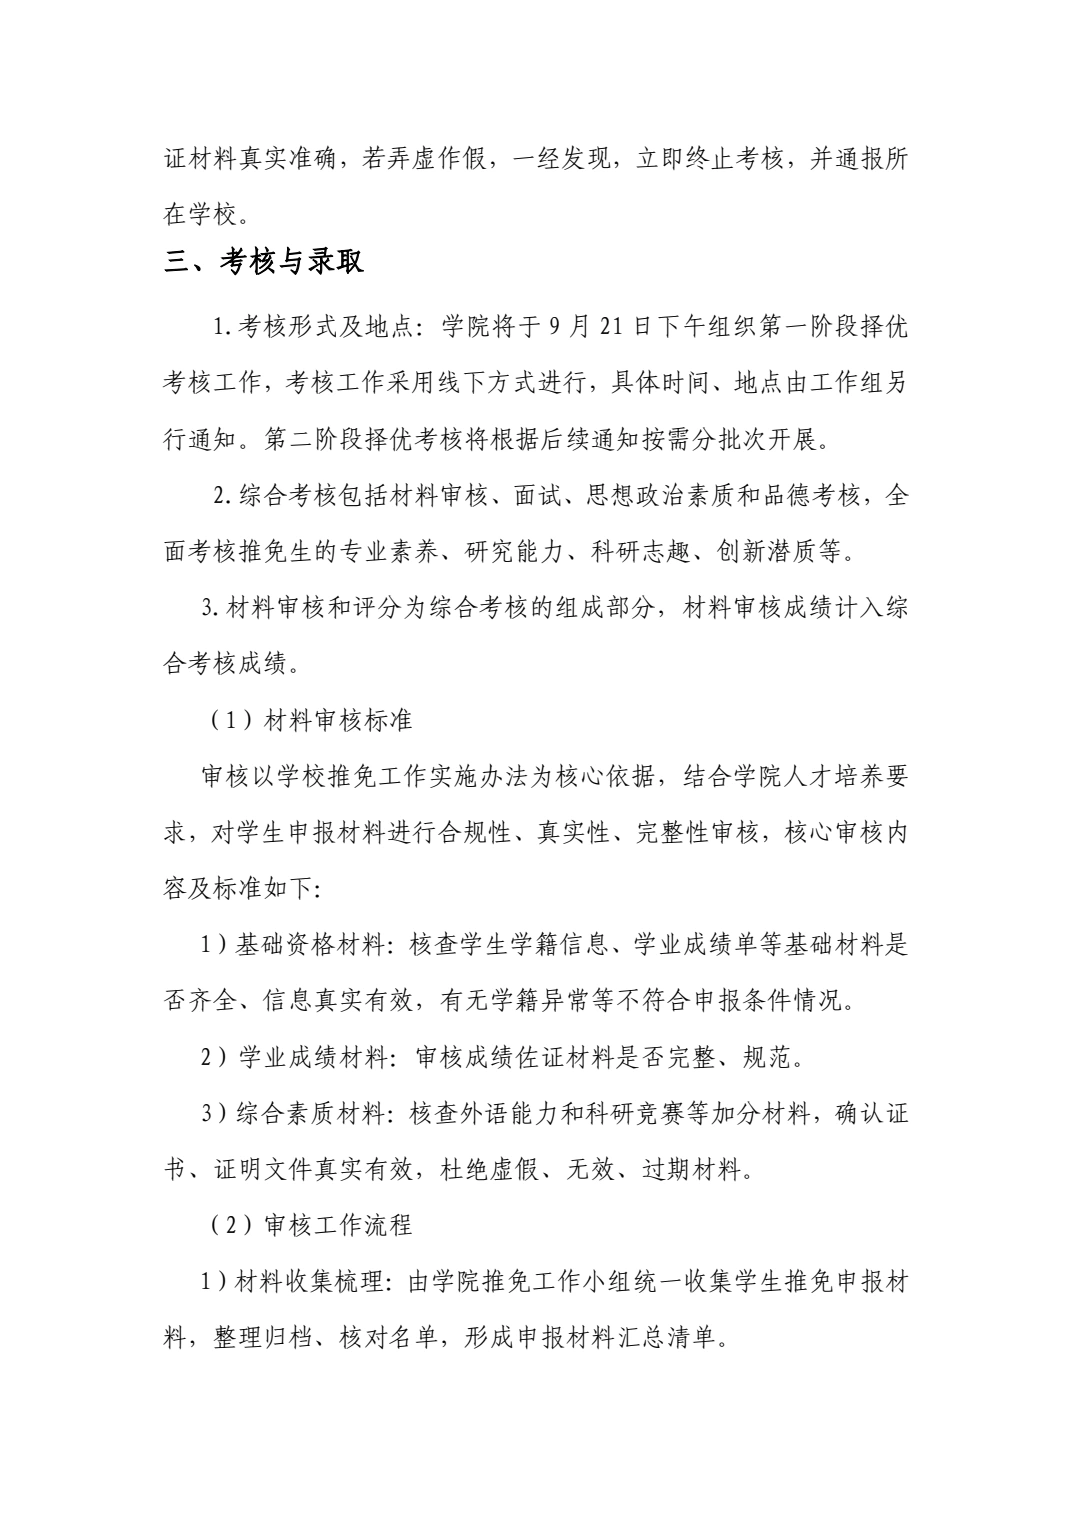 证材料真实准确，若弄虚作假，一经发现，立即终止考核，并通报所
在学校。
三、考核与录取
1.考核形式及地点：学院将于 9 月 21 日下午组织第一阶段择优
考核工作，考核工作采用线下方式进行，具体时间、地点由工作组另
行通知。第二阶段择优考核将根据后续通知按需分批次开展。
2.综合考核包括材料审核、面试、思想政治素质和品德考核，全
面考核推免生的专业素养、研究能力、科研志趣、创新潜质等。
3.材料审核和评分为综合考核的组成部分，材料审核成绩计入综
合考核成绩。
（1）材料审核标准
审核以学校推免工作实施办法为核心依据，结合学院人才培养要
求，对学生申报材料进行合规性、真实性、完整性审核，核心审核内
容及标准如下：
1）基础资格材料：核查学生学籍信息、学业成绩单等基础材料是
否齐全、信息真实有效，有无学籍异常等不符合申报条件情况。
2）学业成绩材料：审核成绩佐证材料是否完整、规范。
3）综合素质材料：核查外语能力和科研竞赛等加分材料，确认证
书、证明文件真实有效，杜绝虚假、无效、过期材料。
（2）审核工作流程
1）材料收集梳理：由学院推免工作小组统一收集学生推免申报材
料，整理归档、核对名单，形成申报材料汇总清单。